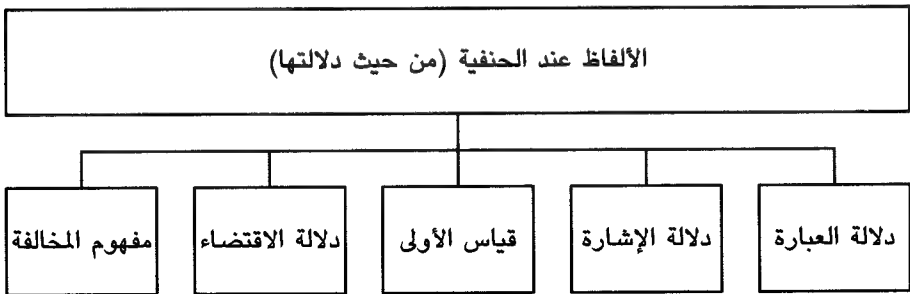 الألفاظ عند الحنفية (من حيث دلالتها)
دلالة العبارة
دلالة الإشارة
قياس الأولى
دلالة الاقتضاء
مفهوم المخالفة